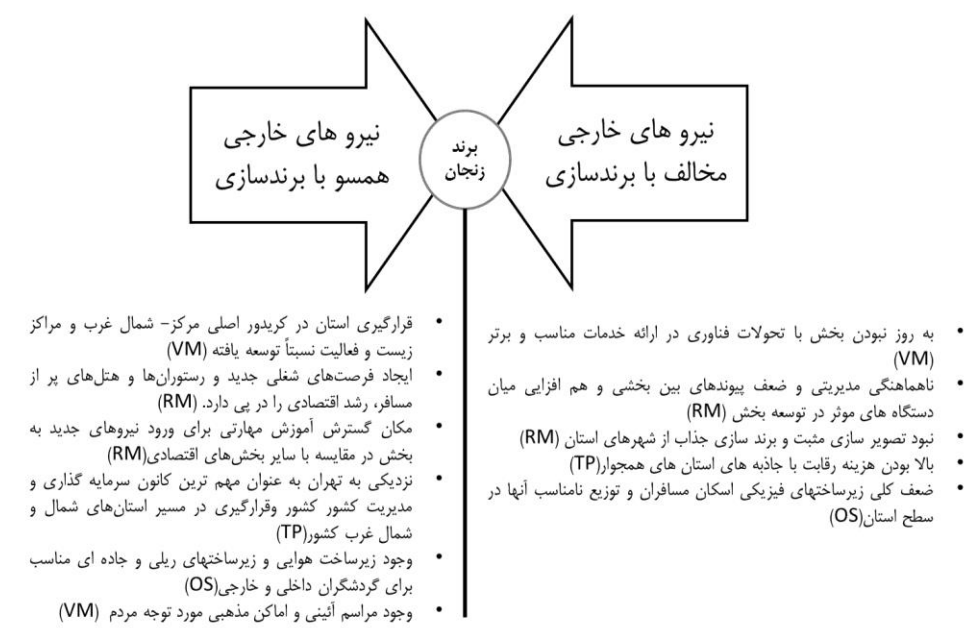 نیرو های خارجی
مخالف با برندسازی
برند
زنجان
نیرو های خارجی
همسو با برندسازی
• به روز نبودن بخش با تحولات فناوری در ارائه خدمات مناسب و برتر
(VM)
• ناهماهنگی مدیریتی و ضعف پیوندهای بین بخشی و هم افزایی میان
دستگاه های موثر در توسعه بخش (RM)
• نبود تصویر سازی مثبت و برند سازی جذاب از شهرهای استان (RM)
• بالا بودن هزینه رقابت با جاذبه های استان های همجوار(TP)
• ضعف کلی زیرساختهای فیزیکی اسکان مسافران و توزیع نامناسب آنها در
سطح استان(OS)
• قرارگیری استان در کریدور اصلی مرکز- شمال غرب و مراکز
زیست و فعالیت نسبتاً توسعه یافته (VM)
• ایجاد فرصت‌های شغلی جدید و رستوران‌ها و هتل‌های پر از
مسافر، رشد اقتصادی را در پی دارد. (RM)
• مکان گسترش آموزش مهارتی برای ورود نیروهای جدید به
بخش در مقایسه با سایر بخش‌های اقتصادی(RM)
• نزدیکی به تهران به عنوان مهم ترین کانون سرمایه گذاری و
مدیریت کشور کشور وقرارگیری در مسیر استان‌های شمال و
شمال غرب کشور(TP)
• وجود زیرساخت هوایی و زیرساختهای ریلی و جاده ای مناسب
برای گردشگران داخلی و خارجی(OS)
• وجود مراسم آئینی و اماکن مذهبی مورد توجه مردم (VM)